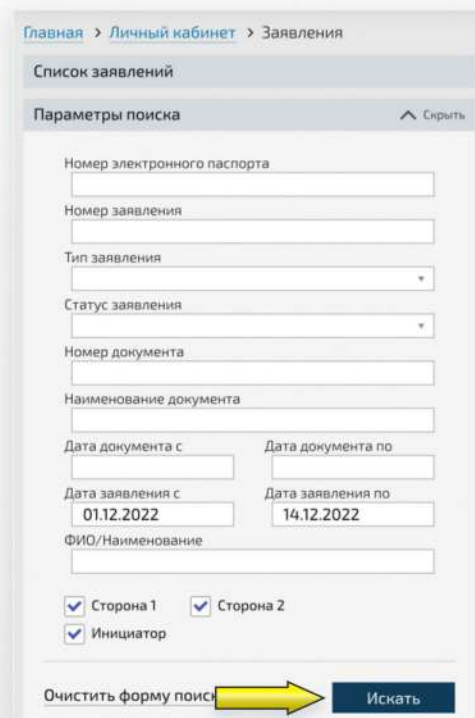 Главная > Личный кабинет > Заявления
Список заявлений
Параметры поиска Скрыть
Номер электронного паспорта
Номер заявления
Тип заявления
Статус заявления
Номер документа
Наименование документа
Дата документа с Дата документа по
Дата заявления с Дата заявления по
01.12.2022 14.12.2022
ФИО/Наименование
Сторона 1 Сторона 2
Инициатор
Очистить форму Искать